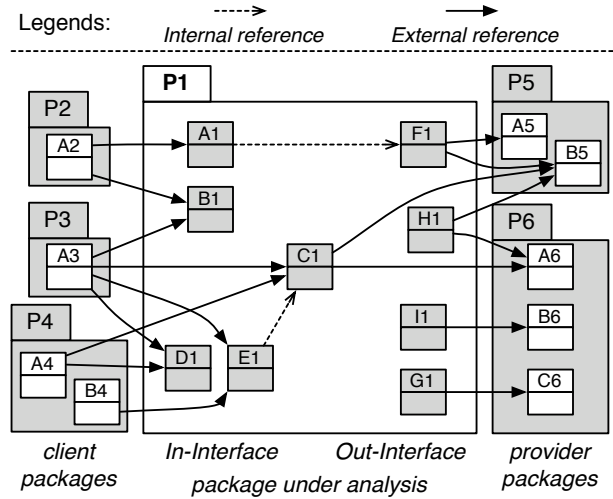 Legends:
Internal reference
External reference
P1
P2
A2
P3
A3
P4
A4
B4
A1
B1
C1
D1
E1
F1
H1
I1
G1
P5
A5
B5
P6
A6
B6
C6
client
packages
In-Interface
Out-Interface
package under analysis
provider
packages